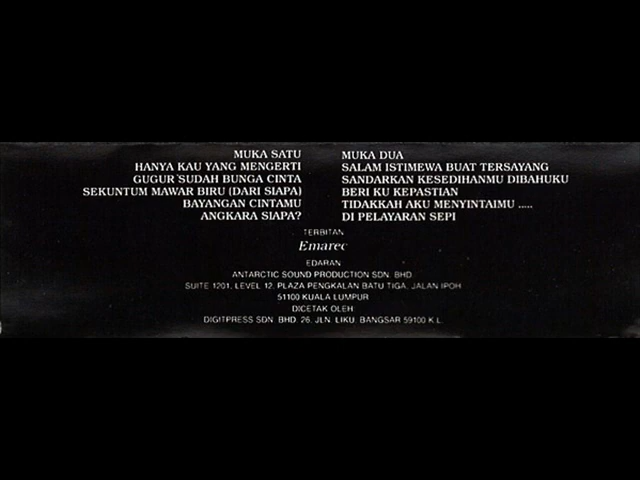 MUKA SATU
HANYA KAU YANG MENGERTI
GUGUR SUDAH BUNGA CINTA
SEKUNTUM MAWAR BIRU (DARI SIAPA)
BAYANGAN CINTAMU
ANGKARA SIAPA?
MUKA DUA
SALAM ISTIMEWA BUAT TERSAYANG
SANDARKAN KESEDIHANMU DIBAHUKU
BERI KU KEPASTIAN
TIDAKKAH AKU MENYINTAIMU .....
DI PELAYARAN SEPI
TERBITAN
Emarec
EDARAN
ANTARCTIC SOUND PRODUCTION SDN. BHD.
SUITE 1201, LEVEL 12, PLAZA PENGKALAN BATU TIGA, JALAN IPOH
51100 KUALA LUMPUR
DICETAK OLEH
DIGITPRESS SDN. BHD. 26, JLN. LIKU, BANGSAR 59100 K.L.